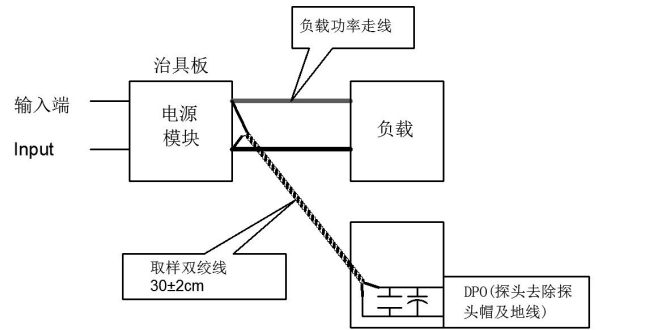 负载功率走线
治具板
输入端
Input
电源
模块
负载
取样双绞线
30±2cm
DPO(探头去除探
头帽及地线)